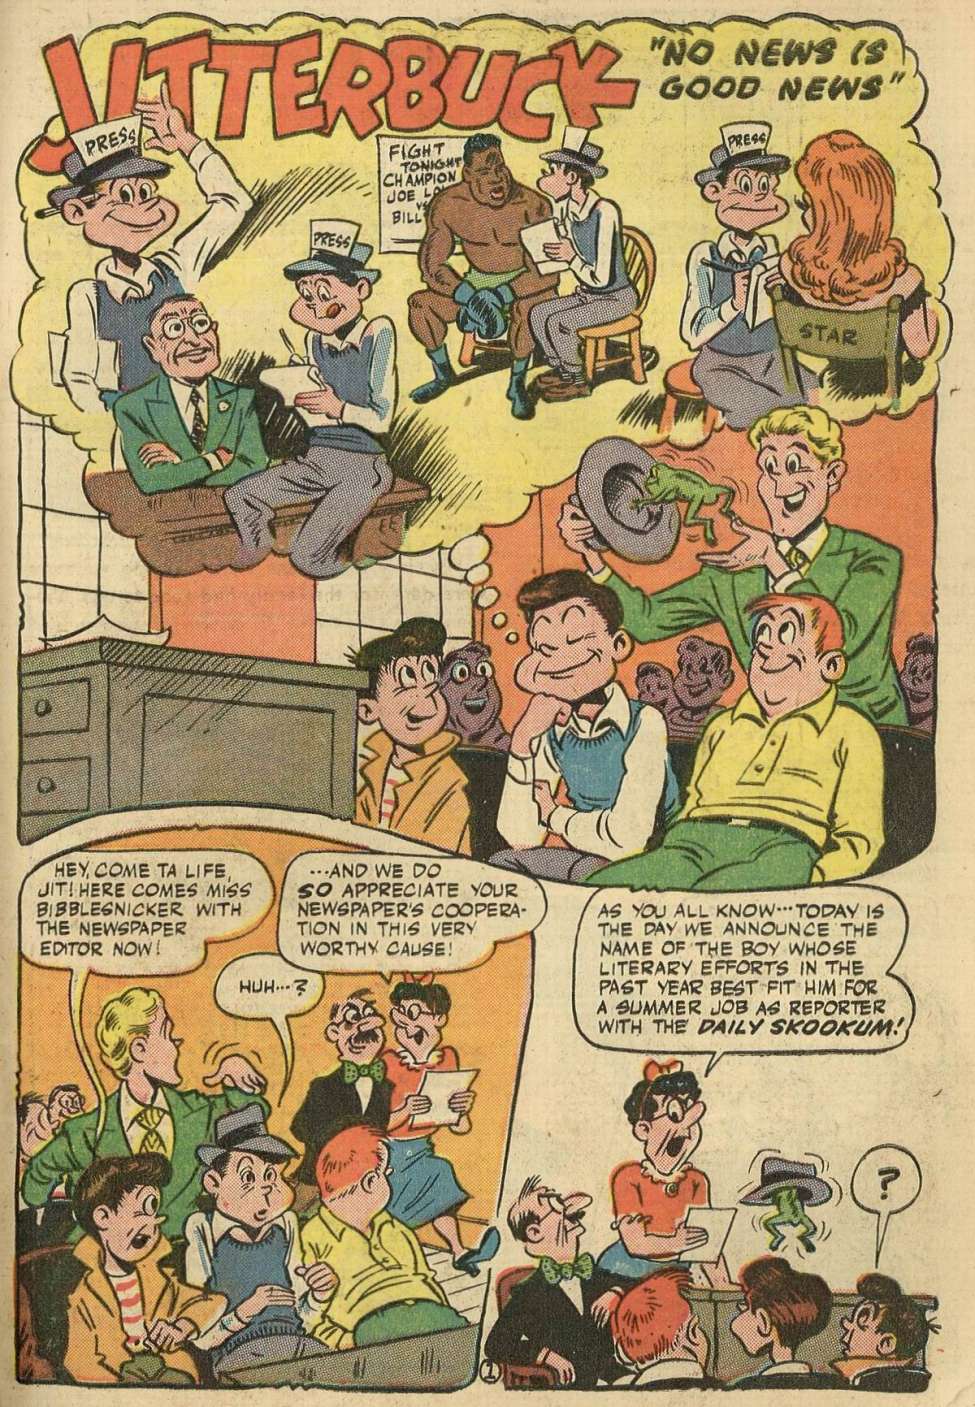 JITTERBUCK
"NO NEWS IS
GOOD NEWS"
PRESS
PRESS
FIGHT
TONIGHT
CHAMPION
JOE
BILL
PRESS
STAR
HEY, COME TA LIFE,
JIT! HERE COMES MISS
BIBBLESNICKER WITH
THE NEWSPAPER
EDITOR NOW!
HUH---?
---AND WE DO
SO APPRECIATE YOUR
NEWSPAPER'S COOPERA-
TION IN THIS VERY
WORTHY CAUSE!
AS YOU ALL KNOW---TODAY IS
THE DAY WE ANNOUNCE THE
NAME OF THE BOY WHOSE
LITERARY EFFORTS IN THE
PAST YEAR BEST FIT HIM FOR
A SUMMER JOB AS REPORTER
WITH THE DAILY SKOOKUM!
?
1